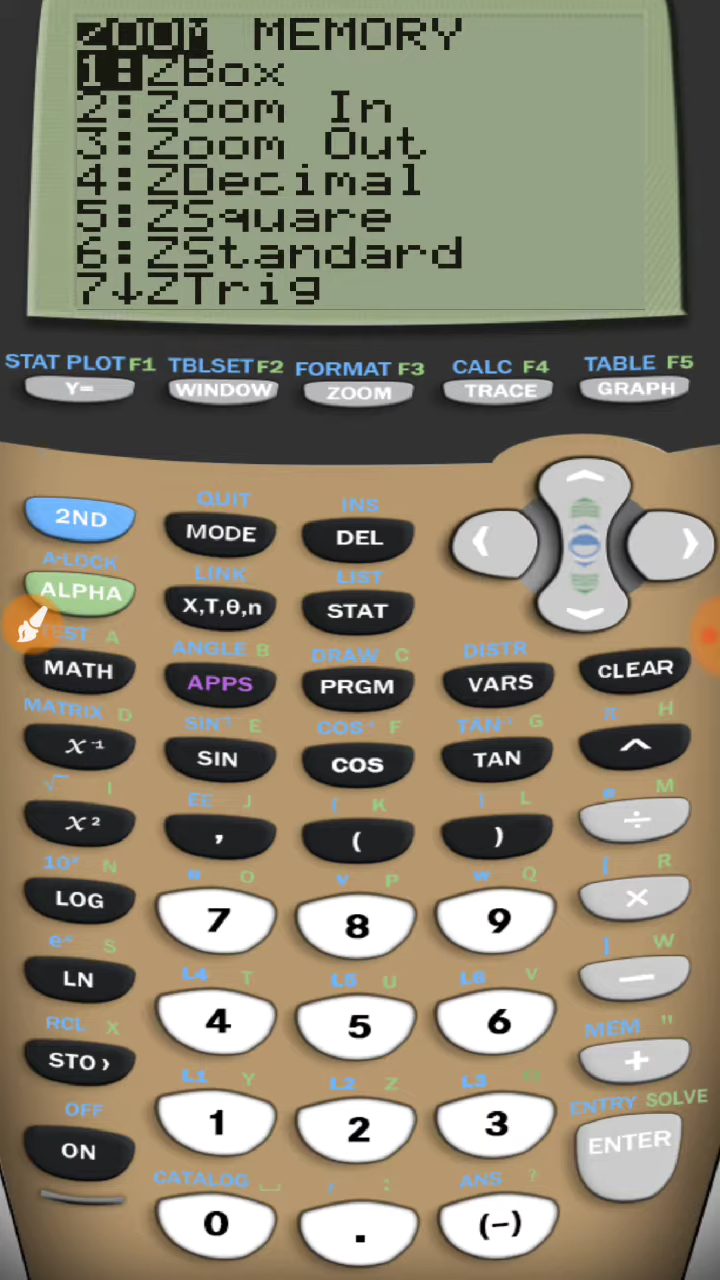 ZOOM MEMORY
1:ZBox
2:Zoom In
3:Zoom Out
4:ZDecimal
5:ZSquare
6:ZStandard
7↓ZTrig
STAT PLOT F1 TBLSET F2 FORMAT F3 CALC F4 TABLE F5
Y= WINDOW ZOOM TRACE GRAPH
QUIT INS
2ND MODE DEL
A-LOCK LINK LIST
ALPHA X,T,θ,n STAT
TEST A ANGLE B DRAW C DISTR
MATH APPS PRGM VARS CLEAR
MATRIX D SIN⁻¹ E COS⁻¹ F TAN⁻¹ G π H
x⁻¹ SIN COS TAN ^
√ I EE J { K } L M
x² , ( ) ÷
10ˣ N u O v P w Q [ R
LOG 7 8 9 ×
eˣ S L4 T L5 U L6 V ] W
LN 4 5 6 −
RCL X L1 Y L2 Z L3 MEM "
STO › 1 2 3 +
OFF CATALOG ␣ : ANS ? ENTRY SOLVE
ON 0 . (−) ENTER